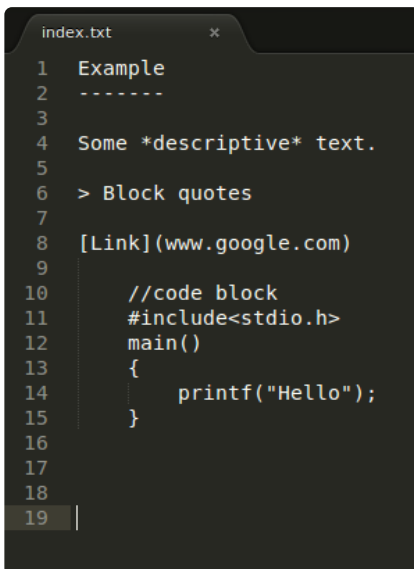 index.txt ×
1 Example
2 -------
3
4 Some *descriptive* text.
5
6 > Block quotes
7
8 [Link](www.google.com)
9
10     //code block
11     #include<stdio.h>
12     main()
13     {
14         printf("Hello");
15     }
16
17
18
19